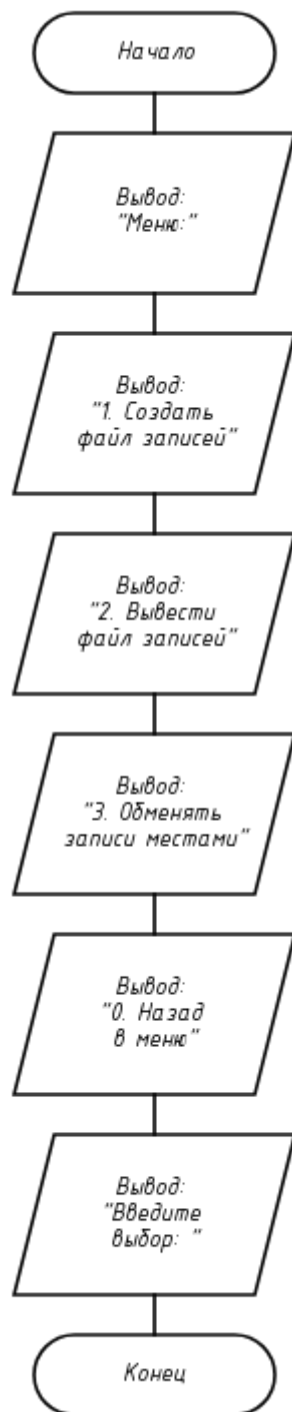 Начало
Вывод:
"Меню:"
Вывод:
"1. Создать
файл записей"
Вывод:
"2. Вывести
файл записей"
Вывод:
"3. Обменять
записи местами"
Вывод:
"0. Назад
в меню"
Вывод:
"Введите
выбор: "
Конец